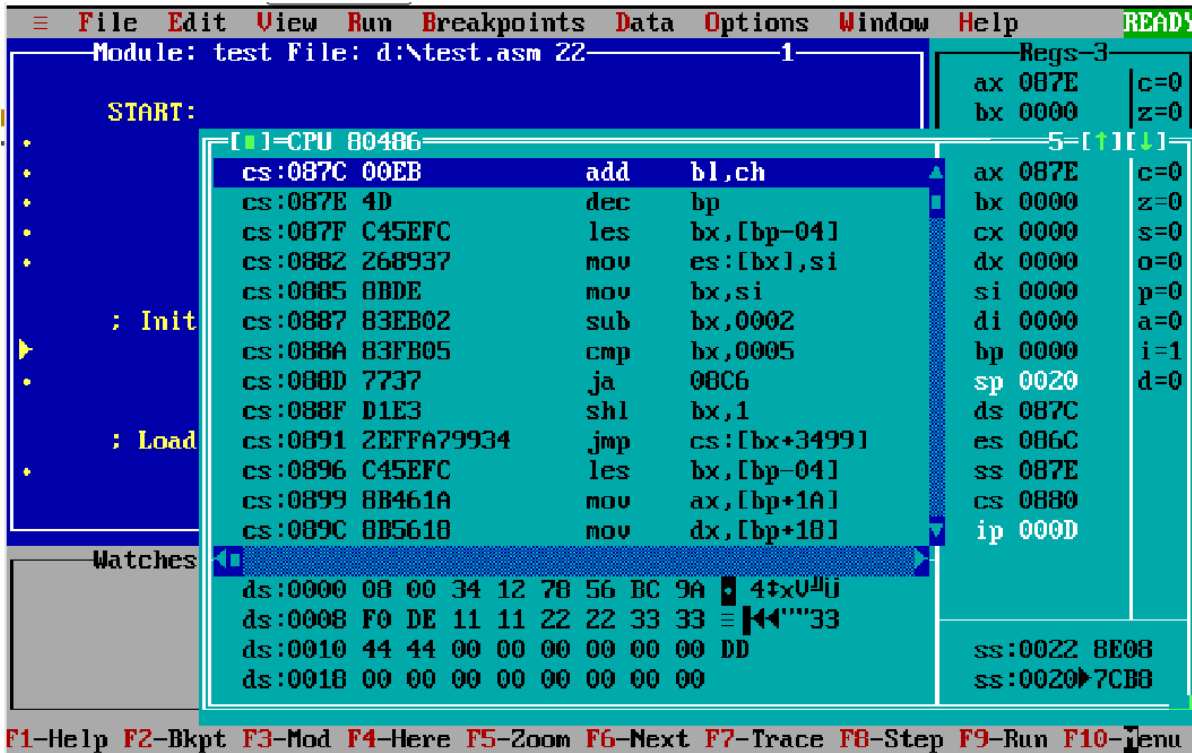 ≡ File Edit View Run Breakpoints Data Options Window Help READY
Module: test File: d:\test.asm 22 1
Regs-3
ax 087E c=0
START: bx 0000 z=0
[■]=CPU 80486 5=[↑][↓]
cs:087C 00EB add bl,ch ax 087E c=0
cs:087E 4D dec bp bx 0000 z=0
cs:087F C45EFC les bx,[bp-04] cx 0000 s=0
cs:0882 268937 mov es:[bx],si dx 0000 o=0
cs:0885 8BDE mov bx,si si 0000 p=0
; Init cs:0887 83EB02 sub bx,0002 di 0000 a=0
cs:088A 83FB05 cmp bx,0005 bp 0000 i=1
cs:088D 7737 ja 08C6 sp 0020 d=0
cs:088F D1E3 shl bx,1 ds 087C
; Load cs:0891 2EFFA79934 jmp cs:[bx+3499] es 086C
cs:0896 C45EFC les bx,[bp-04] ss 087E
cs:0899 8B461A mov ax,[bp+1A] cs 0880
cs:089C 8B5618 mov dx,[bp+18] ip 000D
Watches
ds:0000 08 00 34 12 78 56 BC 9A ◘ 4‡xV╝Ü
ds:0008 F0 DE 11 11 22 22 33 33 ≡▐◄◄""33
ds:0010 44 44 00 00 00 00 00 00 DD ss:0022 8E08
ds:0018 00 00 00 00 00 00 00 00 ss:0020►7CB8
F1-Help F2-Bkpt F3-Mod F4-Here F5-Zoom F6-Next F7-Trace F8-Step F9-Run F10-Menu